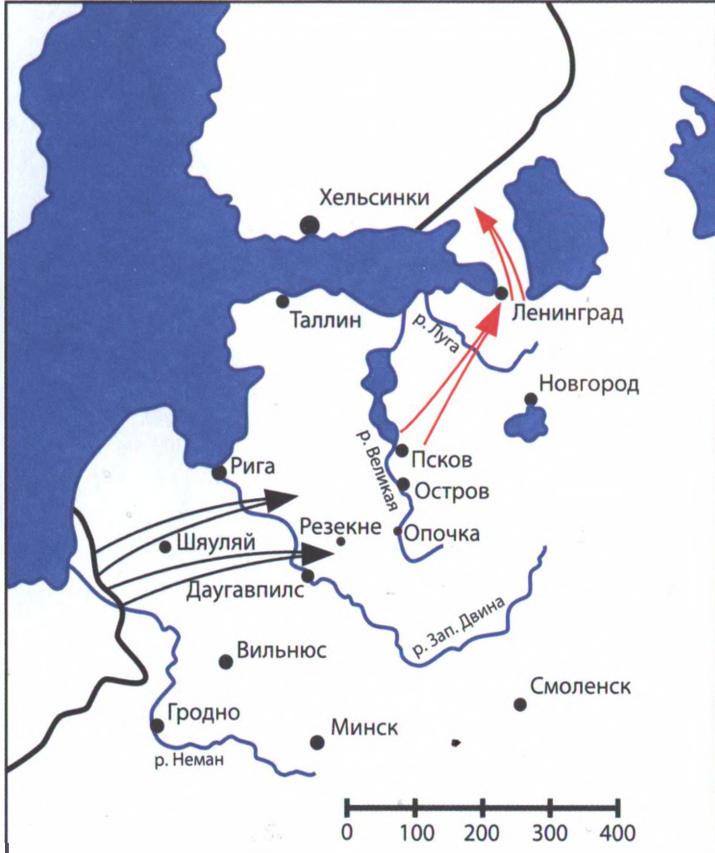 Хельсинки
Таллин
Ленинград
р. Луга
Новгород
р. Великая
Псков
Рига
Остров
Резекне
Опочка
Шяуляй
Даугавпилс
р. Зап. Двина
Вильнюс
Смоленск
Гродно
Минск
р. Неман
0 100 200 300 400